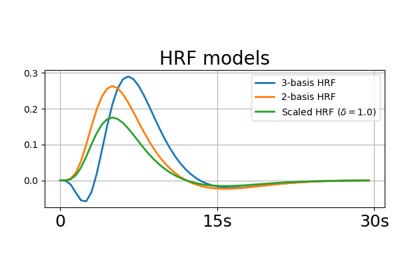 HRF models
0.3
0.2
0.1
0.0
3-basis HRF
2-basis HRF
Scaled HRF (δ = 1.0)
0 15s 30s